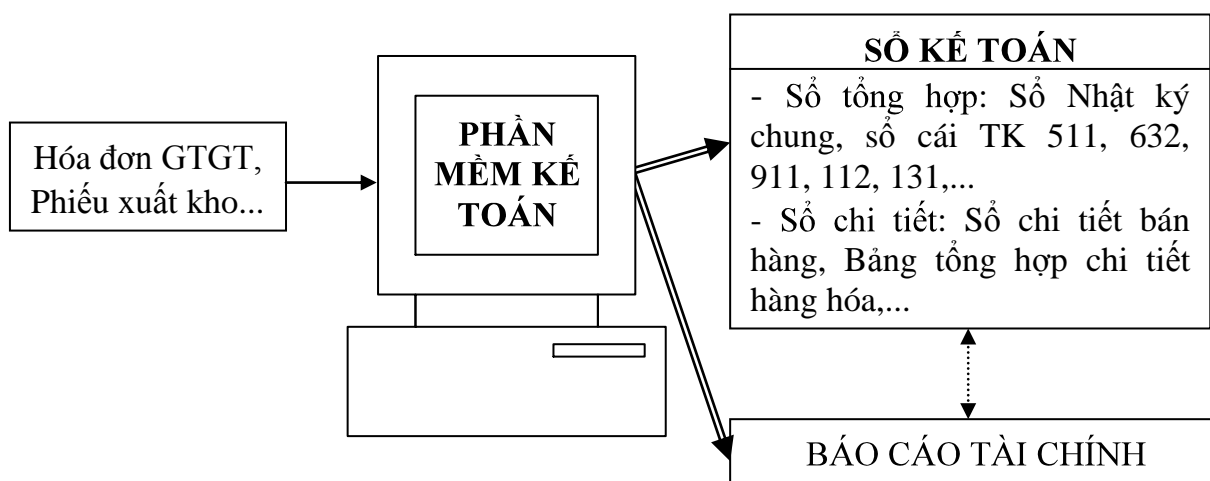 Hóa đơn GTGT,
Phiếu xuất kho...
PHẦN
MỀM KẾ
TOÁN
SỔ KẾ TOÁN
- Sổ tổng hợp: Sổ Nhật ký
chung, sổ cái TK 511, 632,
911, 112, 131,...
- Sổ chi tiết: Sổ chi tiết bán
hàng, Bảng tổng hợp chi tiết
hàng hóa,...
BÁO CÁO TÀI CHÍNH